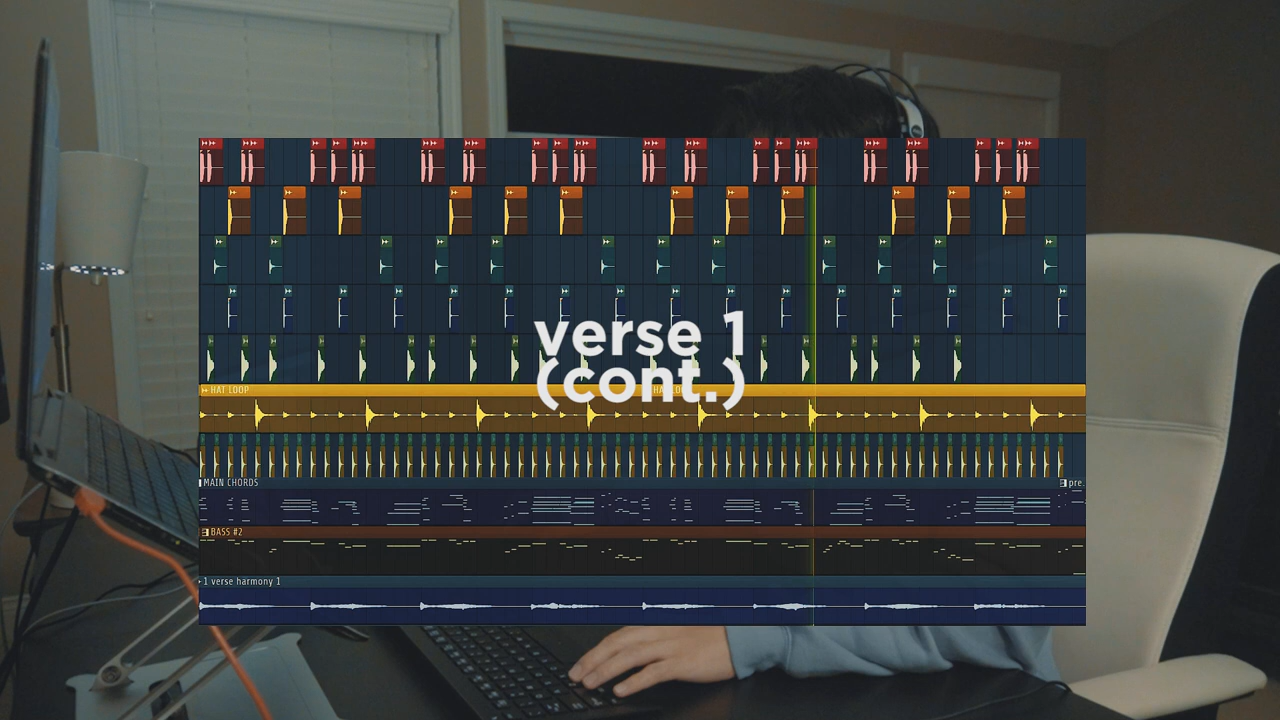 verse 1
(cont.)
HAT LOOP
MAIN CHORDS
pre.
BASS #2
1 verse harmony 1